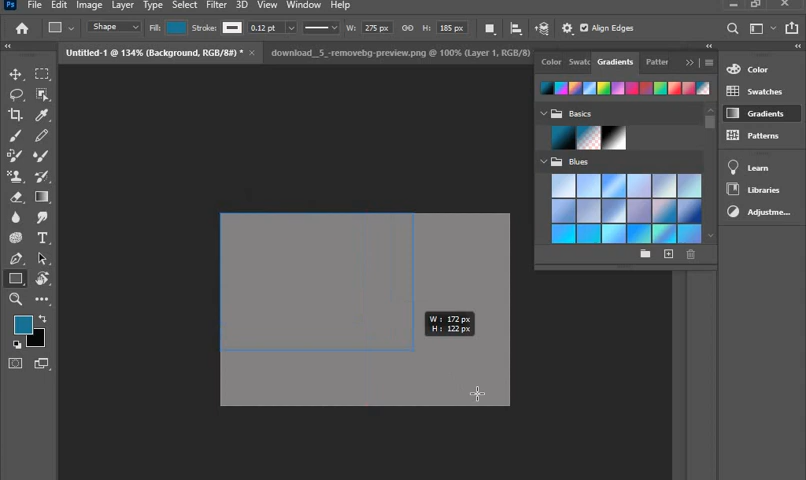 Ps File Edit Image Layer Type Select Filter 3D View Window Help
Shape Fill: Stroke: 0.12 pt W: 275 px H: 185 px Align Edges
Untitled-1 @ 134% (Background, RGB/8#) * × download__5_-removebg-preview.png @ 100% (Layer 1, RGB/8#)
Color Swatc Gradients Patter
Basics
Blues
W : 172 px
H : 122 px
Color
Swatches
Gradients
Patterns
Learn
Libraries
Adjustme...